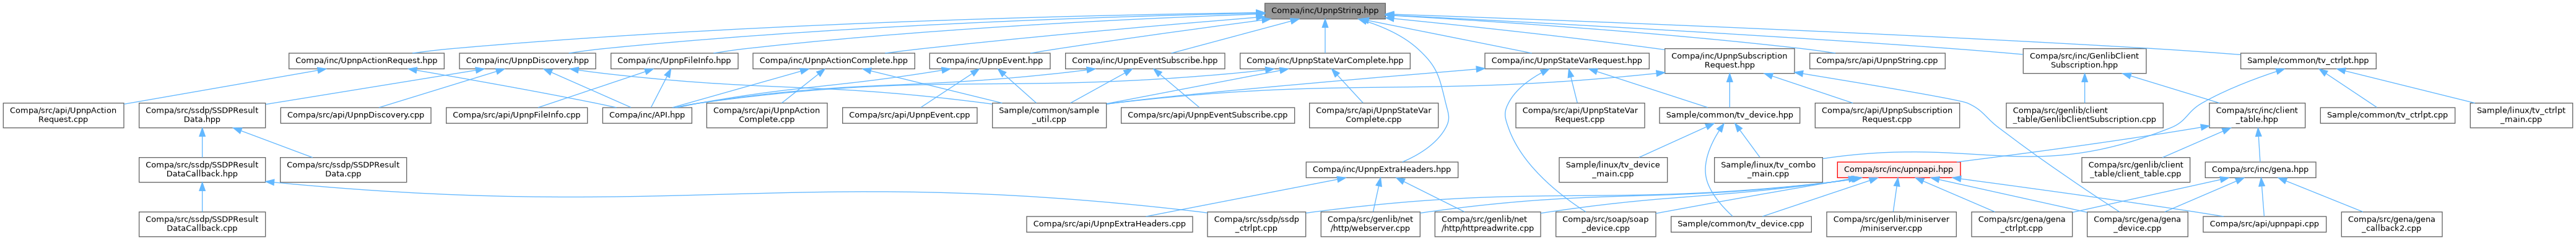 Compa/inc/UpnpString.hpp
Compa/inc/UpnpActionRequest.hpp
Compa/inc/UpnpDiscovery.hpp
Compa/inc/UpnpFileInfo.hpp
Compa/inc/UpnpActionComplete.hpp
Compa/inc/UpnpEvent.hpp
Compa/inc/UpnpEventSubscribe.hpp
Compa/inc/UpnpStateVarComplete.hpp
Compa/inc/UpnpStateVarRequest.hpp
Compa/inc/UpnpSubscription
Request.hpp
Compa/src/api/UpnpString.cpp
Compa/src/inc/GenlibClient
Subscription.hpp
Sample/common/tv_ctrlpt.hpp
Compa/src/api/UpnpAction
Request.cpp
Compa/src/ssdp/SSDPResult
Data.hpp
Compa/src/api/UpnpDiscovery.cpp
Compa/src/api/UpnpFileInfo.cpp
Compa/inc/API.hpp
Compa/src/api/UpnpAction
Complete.cpp
Compa/src/api/UpnpEvent.cpp
Sample/common/sample
_util.cpp
Compa/src/api/UpnpEventSubscribe.cpp
Compa/src/api/UpnpStateVar
Complete.cpp
Compa/src/api/UpnpStateVar
Request.cpp
Sample/common/tv_device.hpp
Compa/src/api/UpnpSubscription
Request.cpp
Compa/src/genlib/client
_table/GenlibClientSubscription.cpp
Compa/src/inc/client
_table.hpp
Sample/common/tv_ctrlpt.cpp
Sample/linux/tv_ctrlpt
_main.cpp
Compa/src/ssdp/SSDPResult
DataCallback.hpp
Compa/src/ssdp/SSDPResult
Data.cpp
Compa/inc/UpnpExtraHeaders.hpp
Sample/linux/tv_device
_main.cpp
Sample/linux/tv_combo
_main.cpp
Compa/src/inc/upnpapi.hpp
Compa/src/genlib/client
_table/client_table.cpp
Compa/src/inc/gena.hpp
Compa/src/ssdp/SSDPResult
DataCallback.cpp
Compa/src/api/UpnpExtraHeaders.cpp
Compa/src/ssdp/ssdp
_ctrlpt.cpp
Compa/src/genlib/net
/http/webserver.cpp
Compa/src/genlib/net
/http/httpreadwrite.cpp
Compa/src/soap/soap
_device.cpp
Sample/common/tv_device.cpp
Compa/src/genlib/miniserver
/miniserver.cpp
Compa/src/gena/gena
_ctrlpt.cpp
Compa/src/gena/gena
_device.cpp
Compa/src/api/upnpapi.cpp
Compa/src/gena/gena
_callback2.cpp